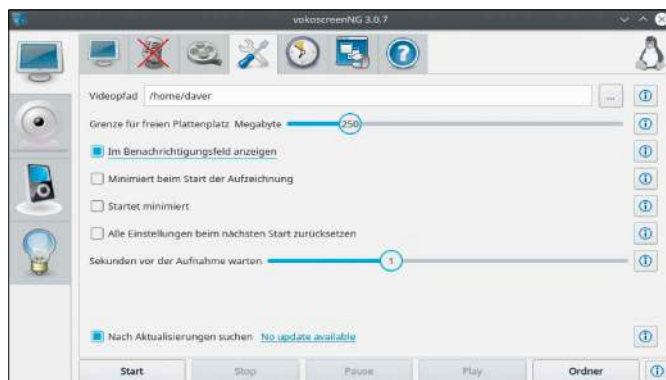 vokoscreenNG 3.0.7
Videopfad /home/daver ...
Grenze für freien Plattenplatz Megabyte 250
Im Benachrichtigungsfeld anzeigen
Minimiert beim Start der Aufzeichnung
Startet minimiert
Alle Einstellungen beim nächsten Start zurücksetzen
Sekunden vor der Aufnahme warten 1
Nach Aktualisierungen suchen No update available
Start Stop Pause Play Ordner